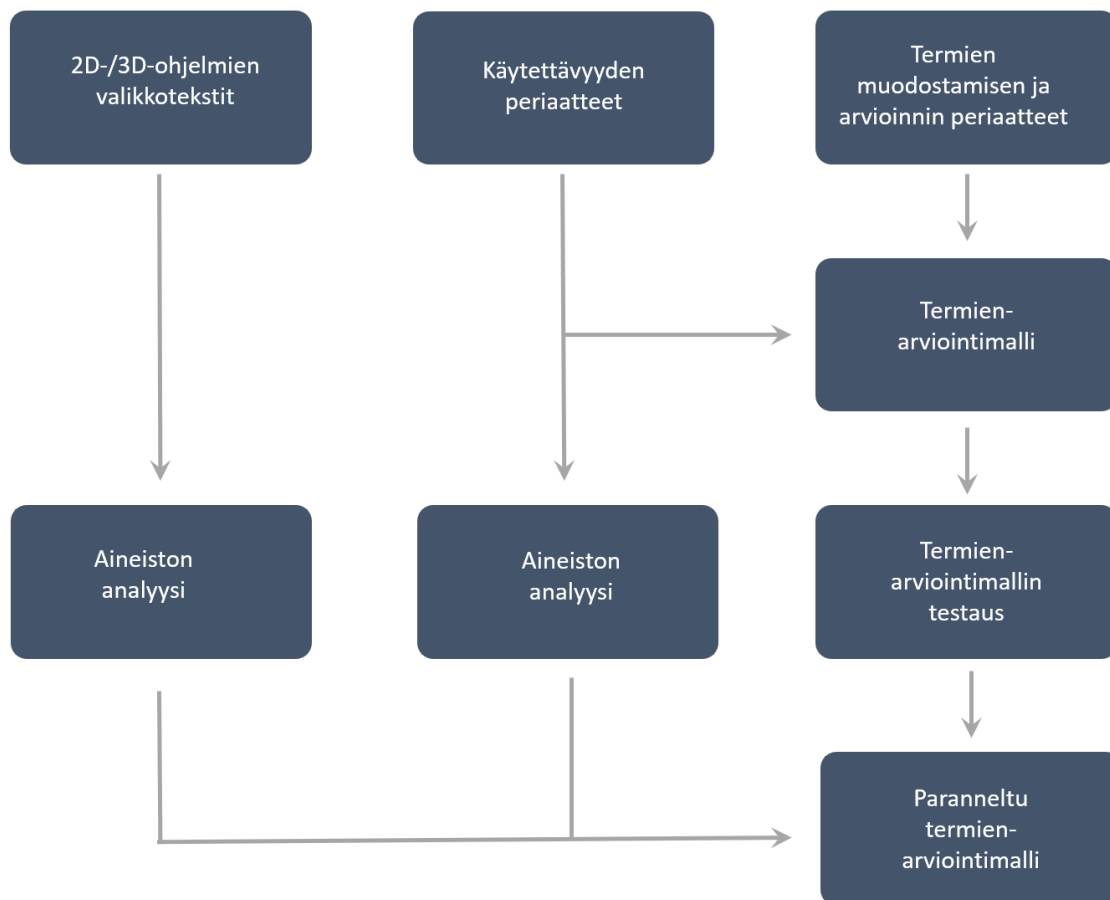 2D-/3D-ohjelmien
valikkotekstit
Käytettävyyden
periaatteet
Termien
muodostamisen ja
arvioinnin periaatteet
Termien-
arviointimalli
Aineiston
analyysi
Aineiston
analyysi
Termien-
arviointimallin
testaus
Paranneltu
termien-
arviointimalli